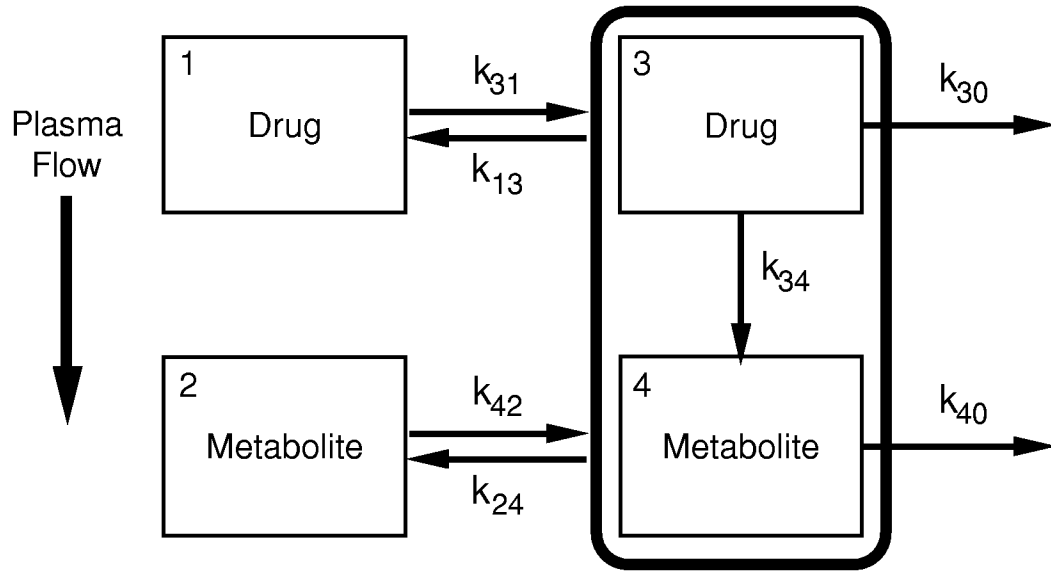 Plasma
Flow
1
Drug
k31
k13
3
Drug
k30
k34
2
Metabolite
k42
k24
4
Metabolite
k40